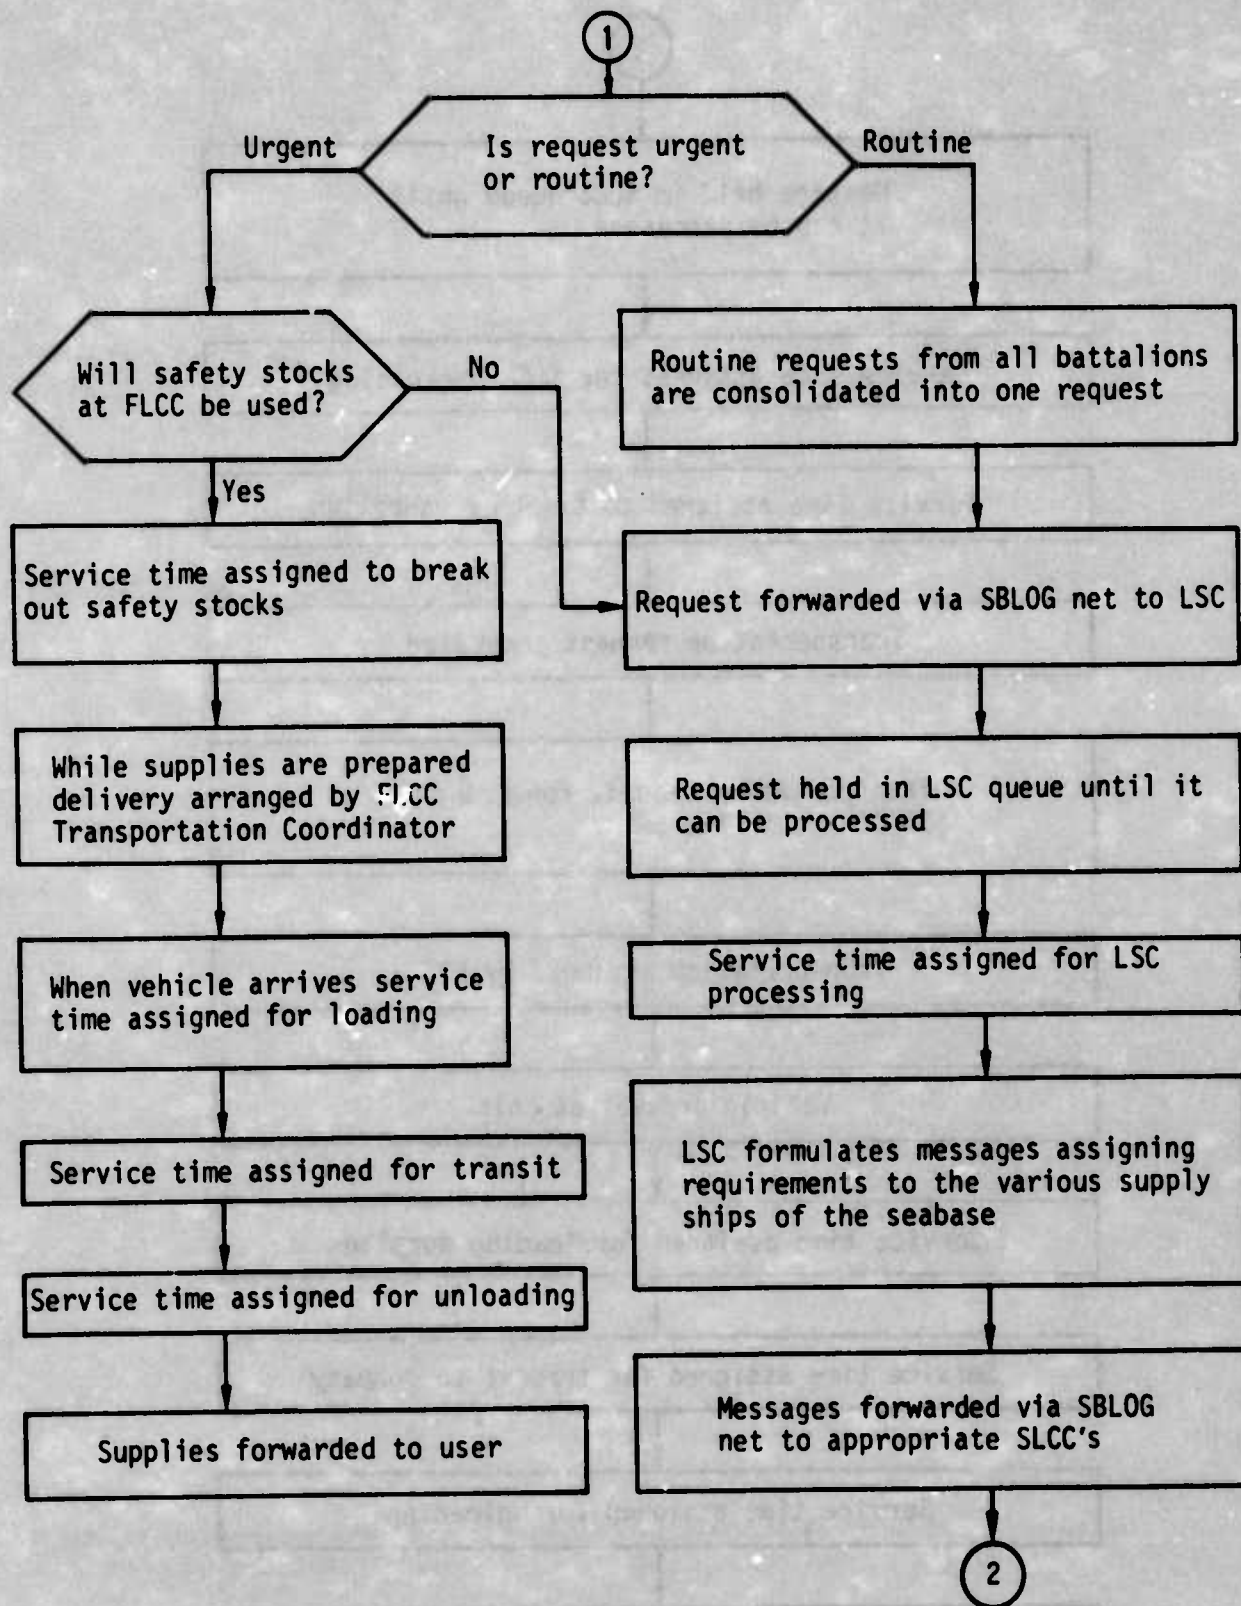 1
Is request urgent
or routine?
Urgent
Routine
Will safety stocks
at FLCC be used?
No
Yes
Service time assigned to break
out safety stocks
While supplies are prepared
delivery arranged by FLCC
Transportation Coordinator
When vehicle arrives service
time assigned for loading
Service time assigned for transit
Service time assigned for unloading
Supplies forwarded to user
Routine requests from all battalions
are consolidated into one request
Request forwarded via SBLOG net to LSC
Request held in LSC queue until it
can be processed
Service time assigned for LSC
processing
LSC formulates messages assigning
requirements to the various supply
ships of the seabase
Messages forwarded via SBLOG
net to appropriate SLCC's
2